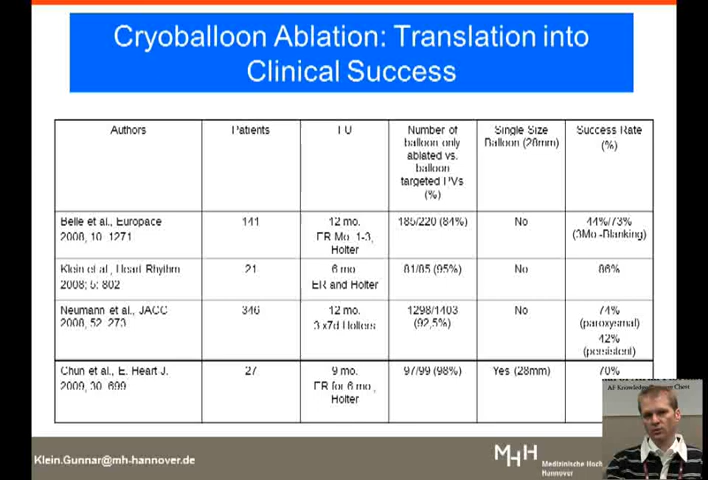 Cryoballoon Ablation: Translation into
Clinical Success
Authors
Patients
FU
Number of
balloon only
ablated vs.
balloon
targeted PVs
(%)
Single Size
Balloon (28mm)
Success Rate
(%)
Belle et al., Europace
2008, 10: 1271
141
12 mo.
ER Mo. 1-3,
Holter
185/220 (84%)
No
44%/73%
(3Mo.-Blanking)
Klein et al., Heart Rhythm
2008; 5: 802
21
6 mo
ER and Holter
81/85 (95%)
No
86%
Neumann et al., JACC
2008, 52: 273
346
12 mo.
3 x7d Holters
1298/1403
(92,5%)
No
74%
(paroxysmal)
42%
(persistent)
Chun et al., E. Heart J.
2009, 30: 699
27
9 mo.
ER for 6 mo.,
Holter
97/99 (98%)
Yes (28mm)
70%
Klein.Gunnar@mh-hannover.de
MHH
Medizinische Hoch
Hannover